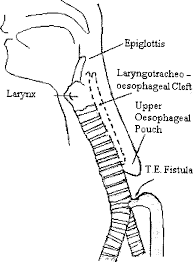 Epiglottis
Laryngotracheo -
oesophageal Cleft
Larynx
Upper
Oesophageal
Pouch
T.E. Fistula